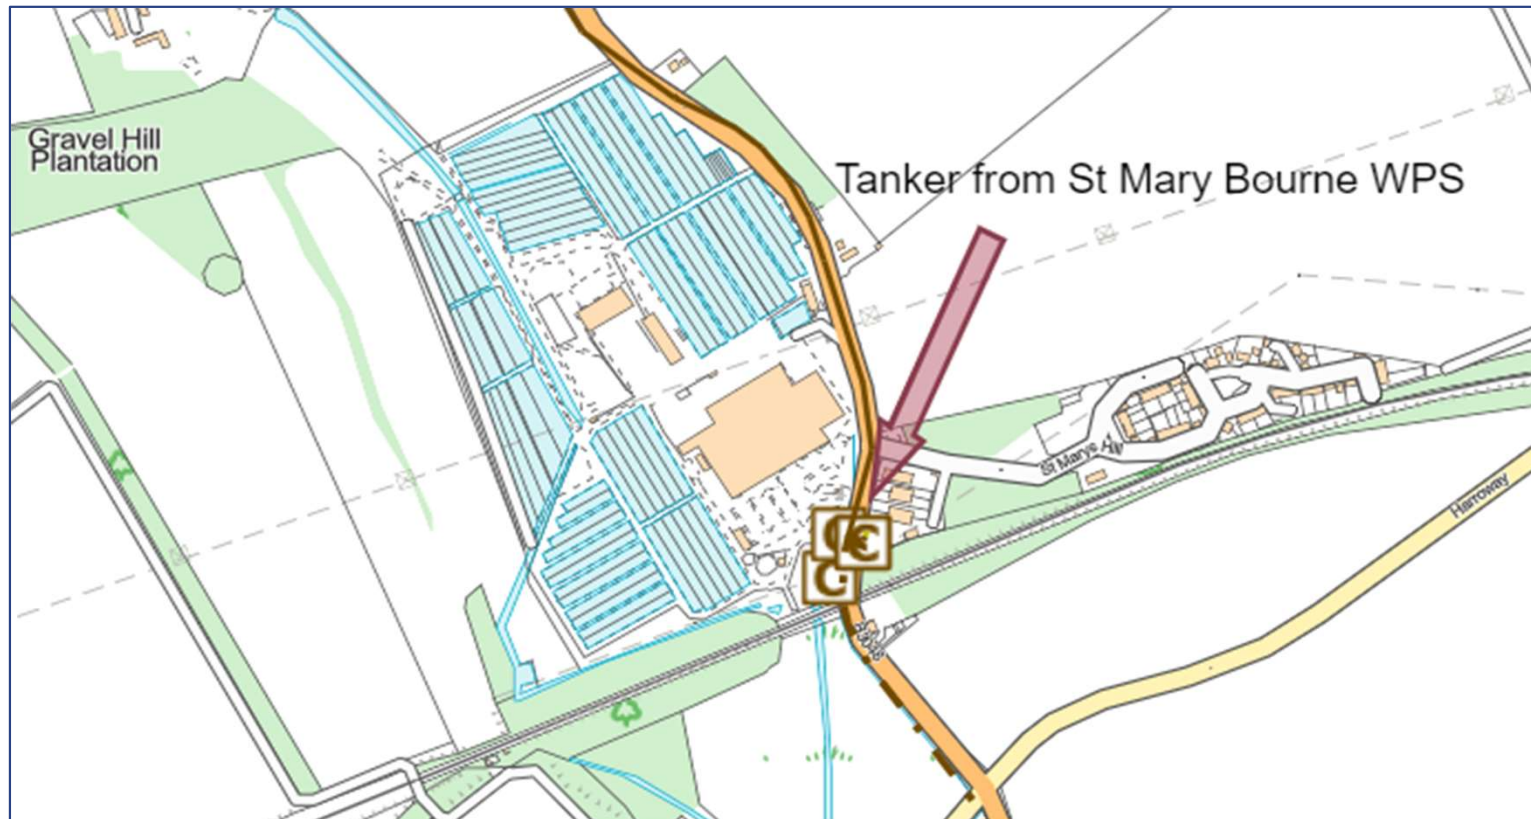 Gravel Hill
Plantation
Tanker from St Mary Bourne WPS
St Marys
Harroway
C
C